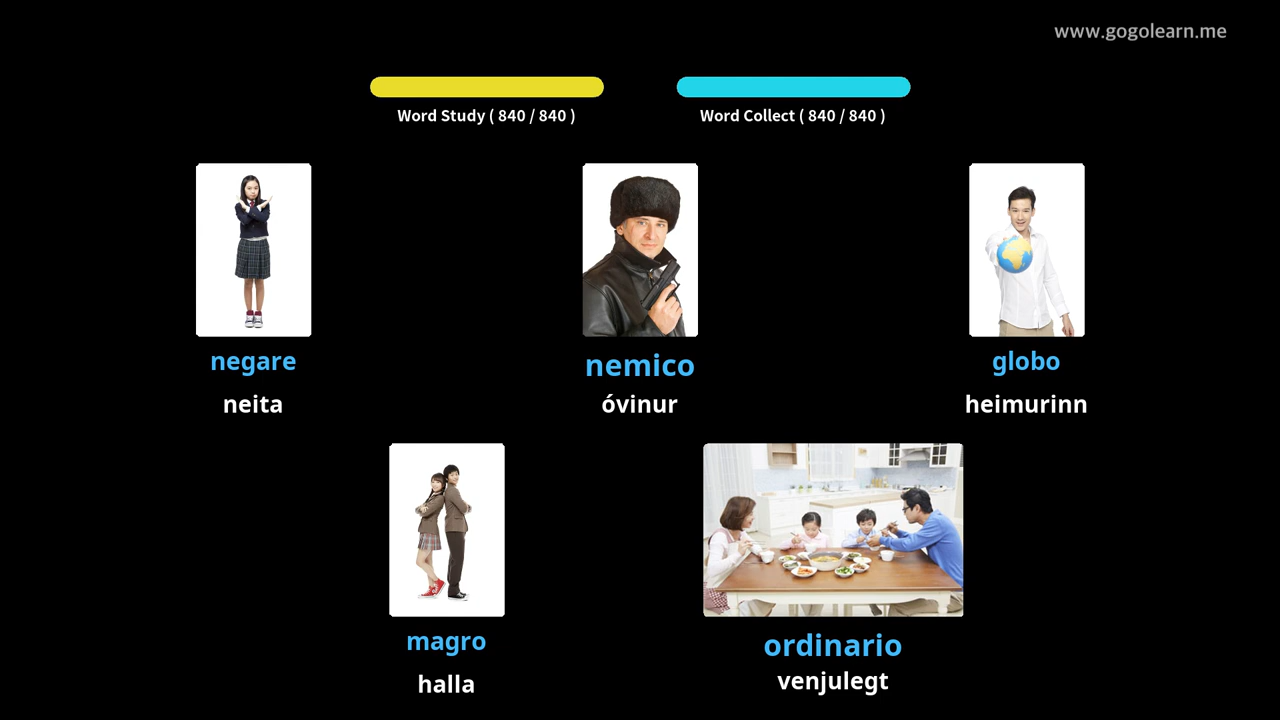 www.gogolearn.me
Word Study ( 840 / 840 )
Word Collect ( 840 / 840 )
negare
neita
nemico
óvinur
globo
heimurinn
magro
halla
ordinario
venjulegt